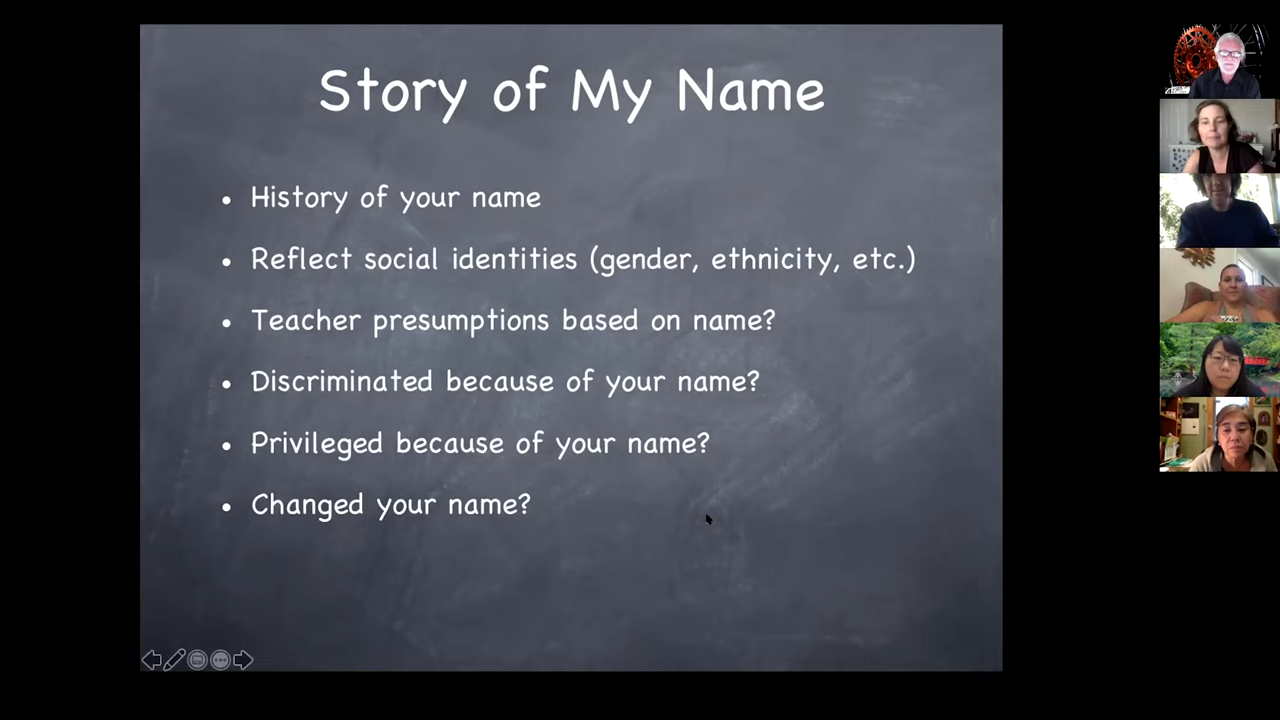 Story of My Name
• History of your name
• Reflect social identities (gender, ethnicity, etc.)
• Teacher presumptions based on name?
• Discriminated because of your name?
• Privileged because of your name?
• Changed your name?